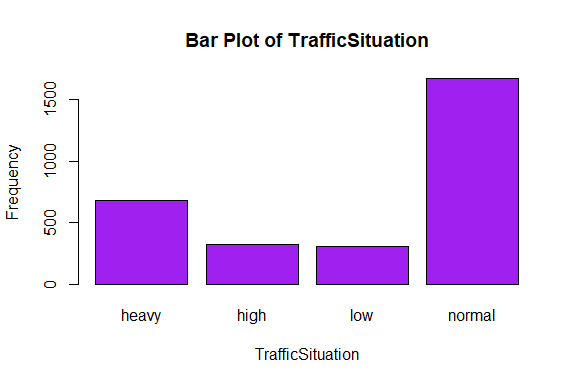 Bar Plot of TrafficSituation
Frequency
1500
1000
500
0
heavy high low normal
TrafficSituation